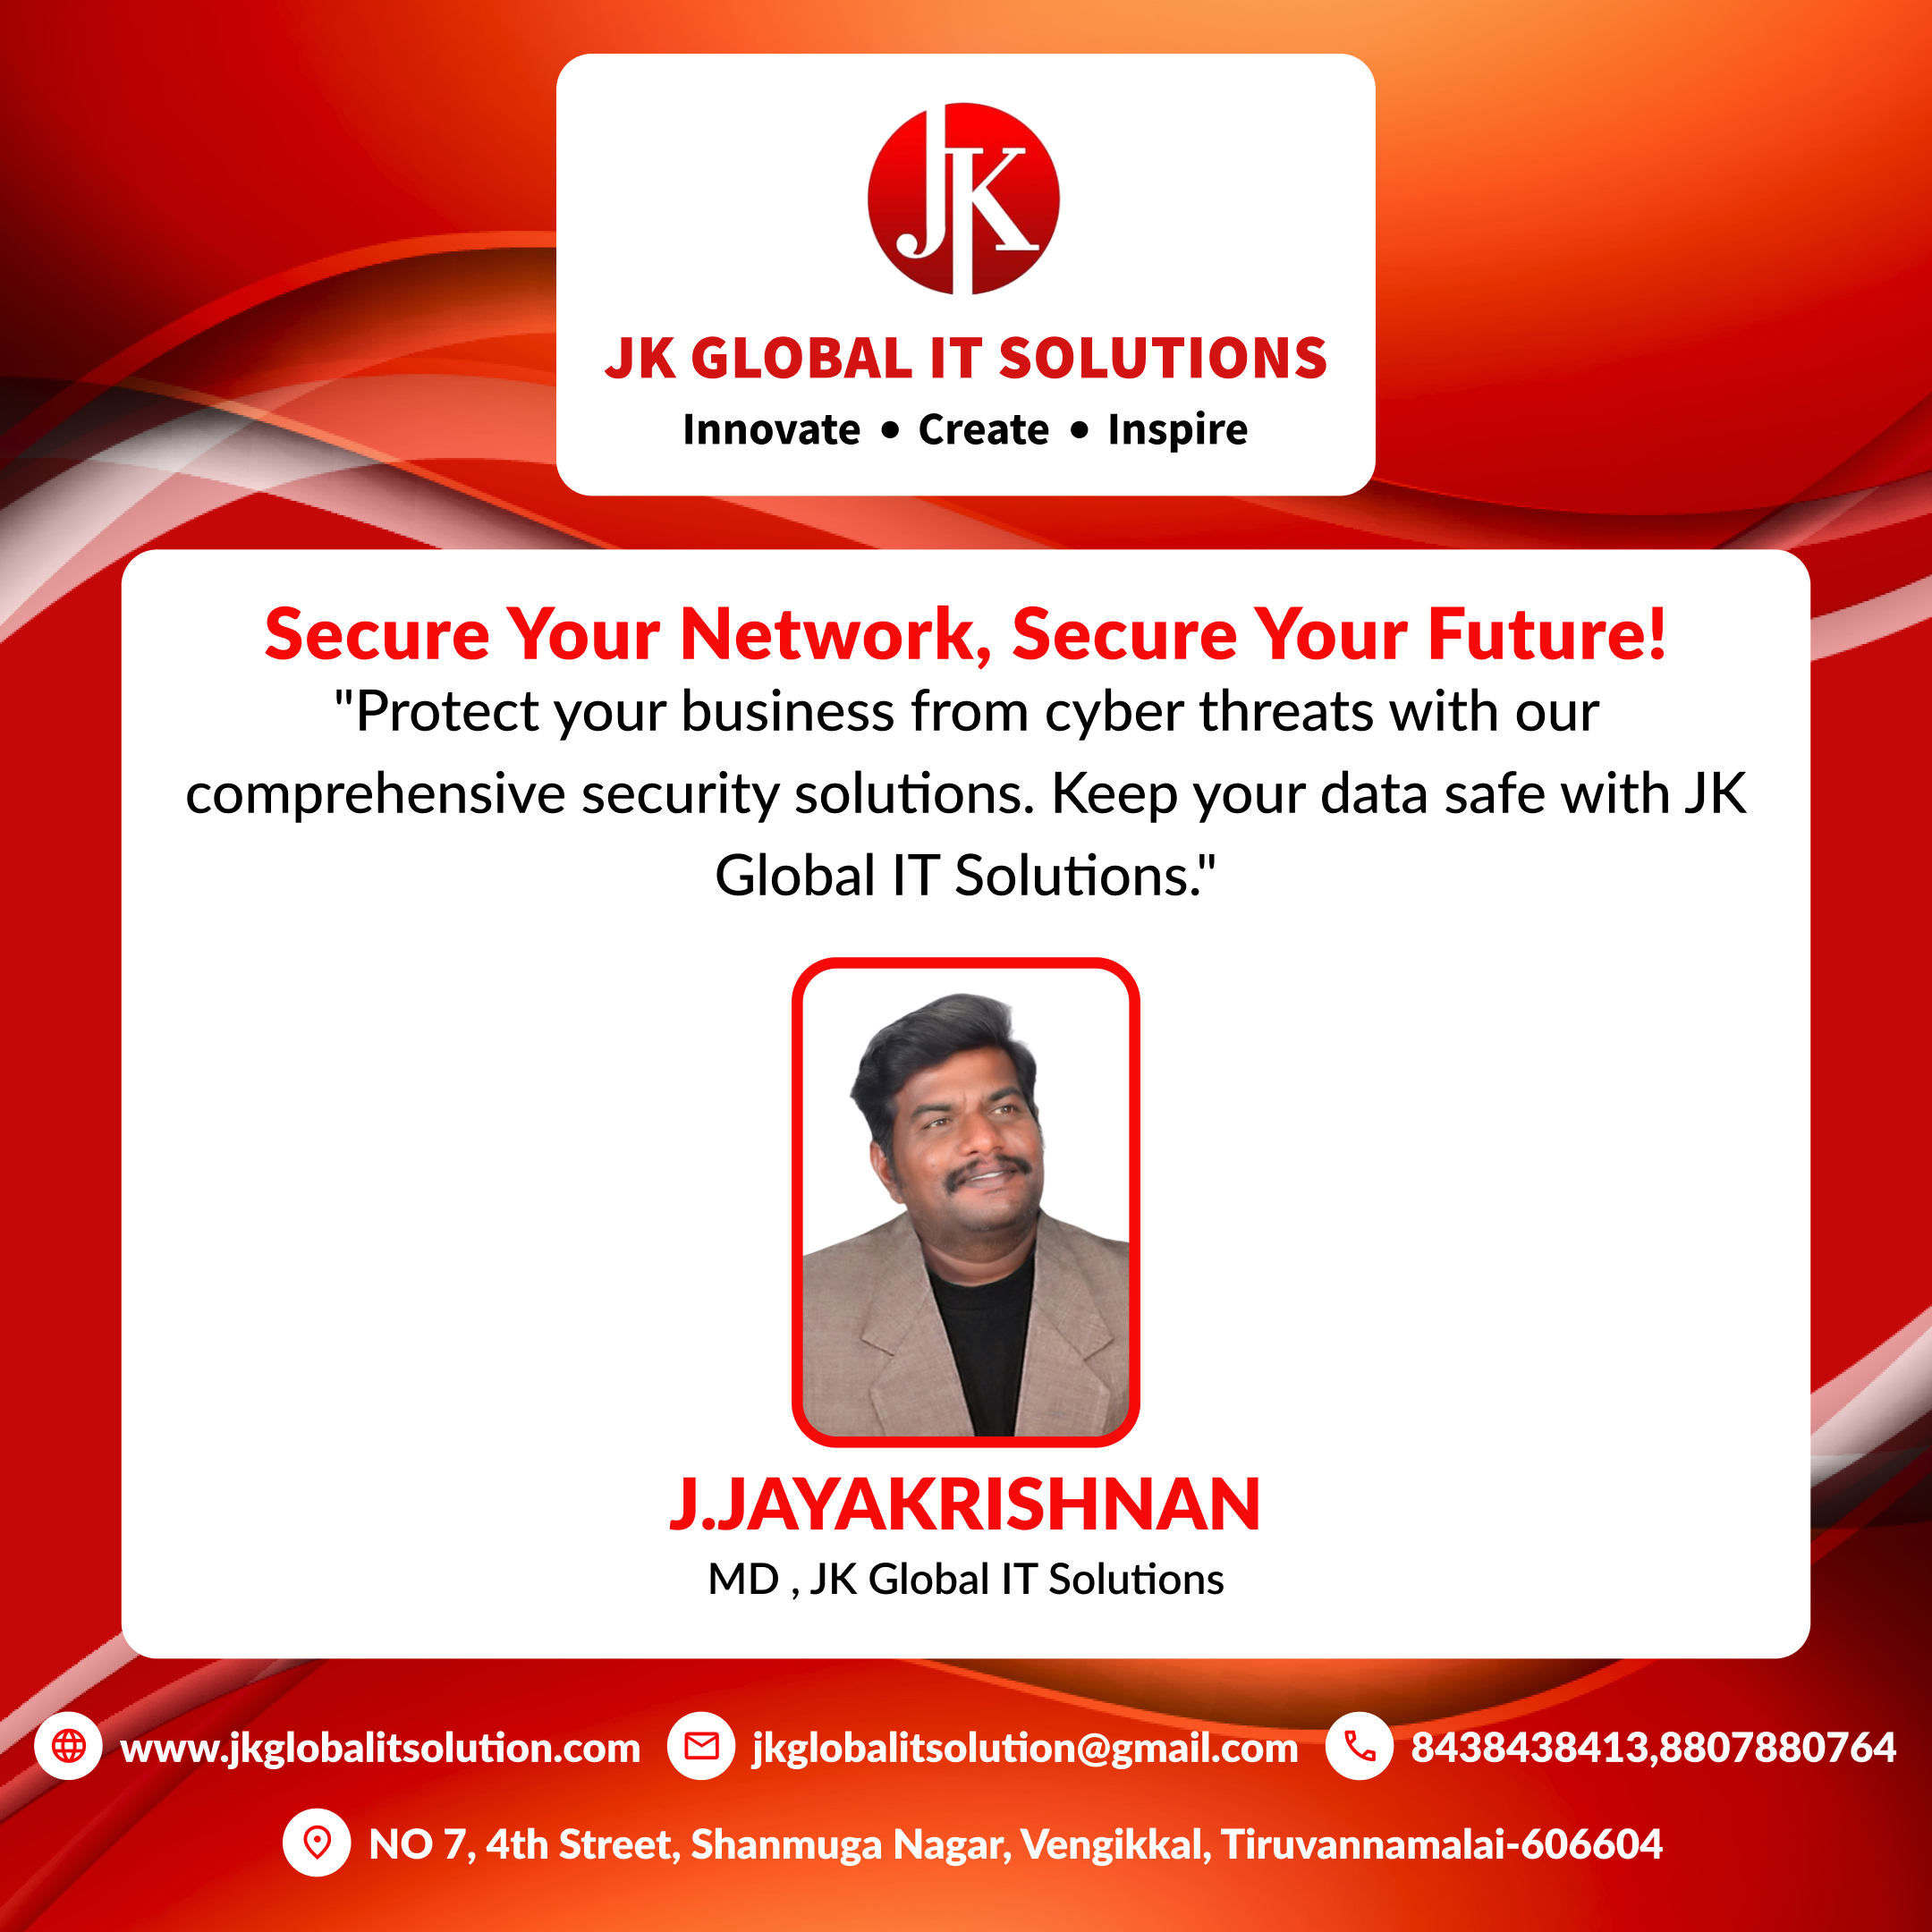 JK
JK GLOBAL IT SOLUTIONS
Innovate • Create • Inspire
Secure Your Network, Secure Your Future!
"Protect your business from cyber threats with our
comprehensive security solutions. Keep your data safe with JK
Global IT Solutions."
J.JAYAKRISHNAN
MD , JK Global IT Solutions
www.jkglobalitsolution.com jkglobalitsolution@gmail.com 8438438413,8807880764
NO 7, 4th Street, Shanmuga Nagar, Vengikkal, Tiruvannamalai-606604